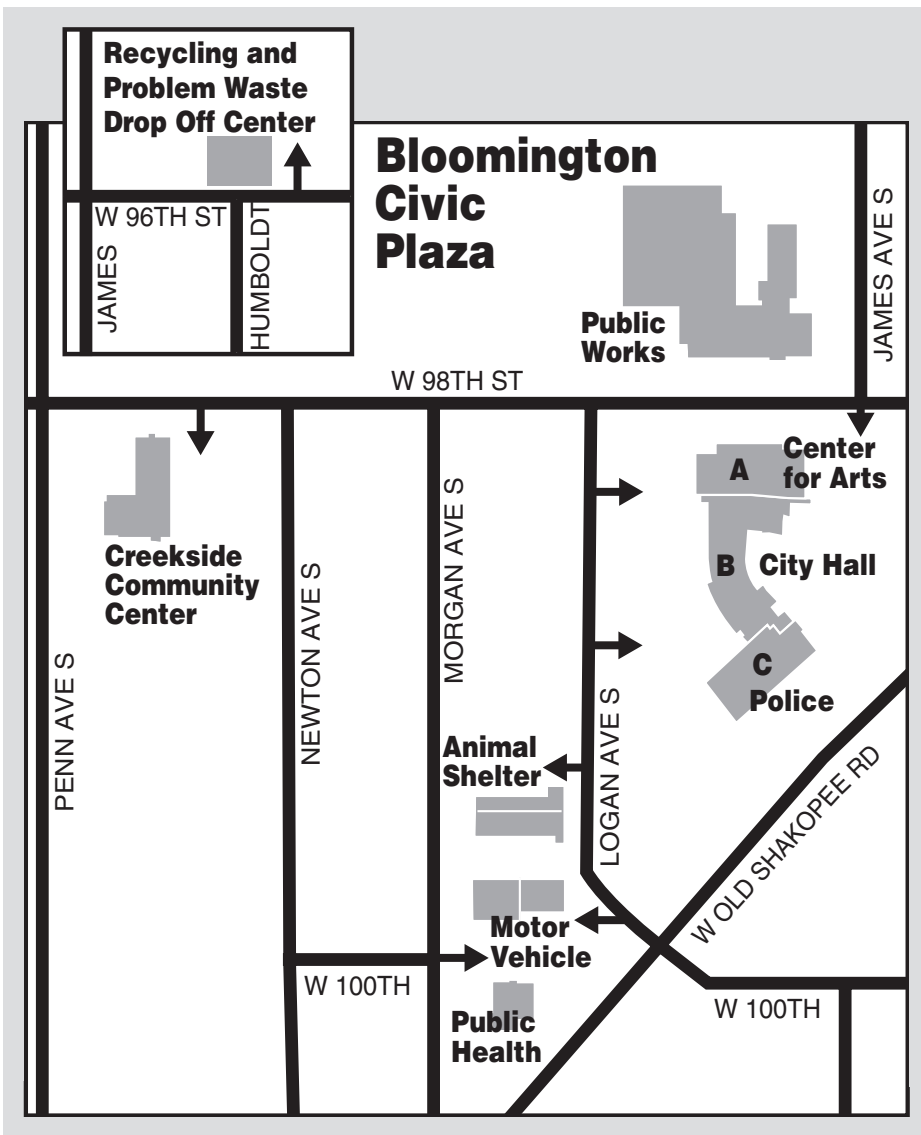 Recycling and
Problem Waste
Drop Off Center
W 96TH ST
JAMES
HUMBOLDT
Bloomington
Civic
Plaza
Public
Works
JAMES AVE S
W 98TH ST
A
Center
for Arts
B
City Hall
C
Police
Creekside
Community
Center
PENN AVE S
NEWTON AVE S
MORGAN AVE S
LOGAN AVE S
Animal
Shelter
W OLD SHAKOPEE RD
Motor
Vehicle
W 100TH
W 100TH
Public
Health